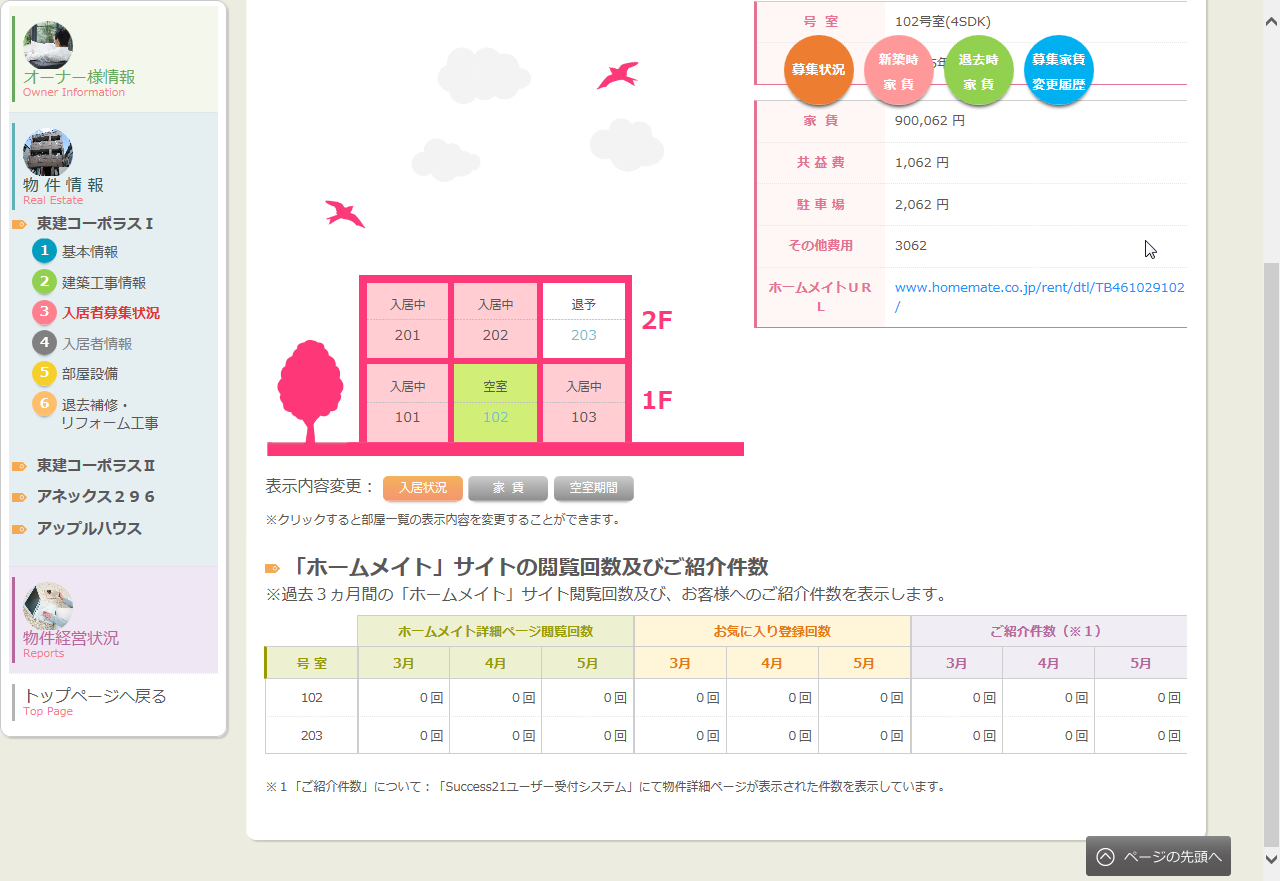 オーナー様情報
Owner Information
物 件 情 報
Real Estate
東建コーポラスⅠ
1 基本情報
2 建築工事情報
3 入居者募集状況
4 入居者情報
5 部屋設備
6 退去補修・
リフォーム工事
東建コーポラスⅡ
アネックス２９６
アップルハウス
物件経営状況
Reports
トップページへ戻る
Top Page
号 室 102号室(4SDK)
募集状況
新築時
家 賃
退去時
家 賃
募集家賃
変更履歴
家 賃 900,062 円
共 益 費 1,062 円
駐 車 場 2,062 円
その他費用 3062
ホームメイトＵＲ
Ｌ
www.homemate.co.jp/rent/dtl/TB461029102
/
入居中 入居中 退予
201 202 203
2F
入居中 空室 入居中
101 102 103
1F
表示内容変更： 入居状況 家 賃 空室期間
※クリックすると部屋一覧の表示内容を変更することができます。
「ホームメイト」サイトの閲覧回数及びご紹介件数
※過去３ヵ月間の「ホームメイト」サイト閲覧回数及び、お客様へのご紹介件数を表示します。
ホームメイト詳細ページ閲覧回数 お気に入り登録回数 ご紹介件数（※１）
号 室 3月 4月 5月 3月 4月 5月 3月 4月 5月
102 0 回 0 回 0 回 0 回 0 回 0 回 0 回 0 回 0 回
203 0 回 0 回 0 回 0 回 0 回 0 回 0 回 0 回 0 回
※１「ご紹介件数」について：「Success21ユーザー受付システム」にて物件詳細ページが表示された件数を表示しています。
ページの先頭へ